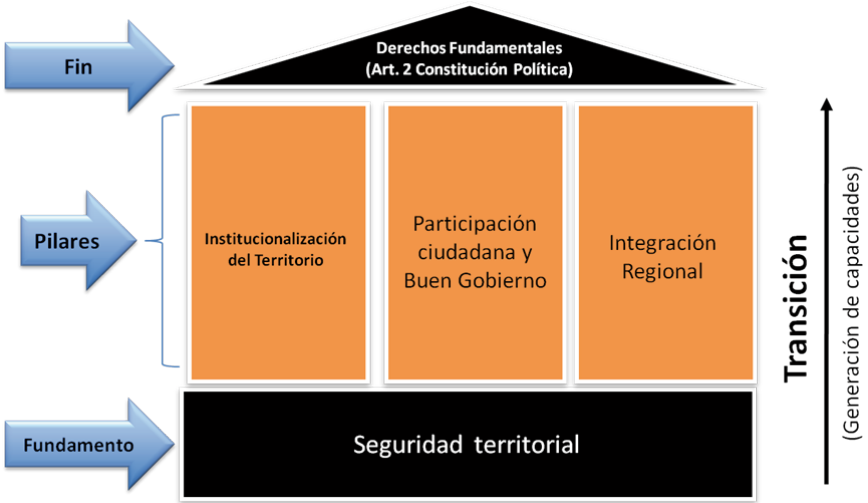 Fin
Derechos Fundamentales
(Art. 2 Constitución Política)
Pilares
Institucionalización
del Territorio
Participación
ciudadana y
Buen Gobierno
Integración
Regional
Fundamento
Seguridad territorial
Transición
(Generación de capacidades)